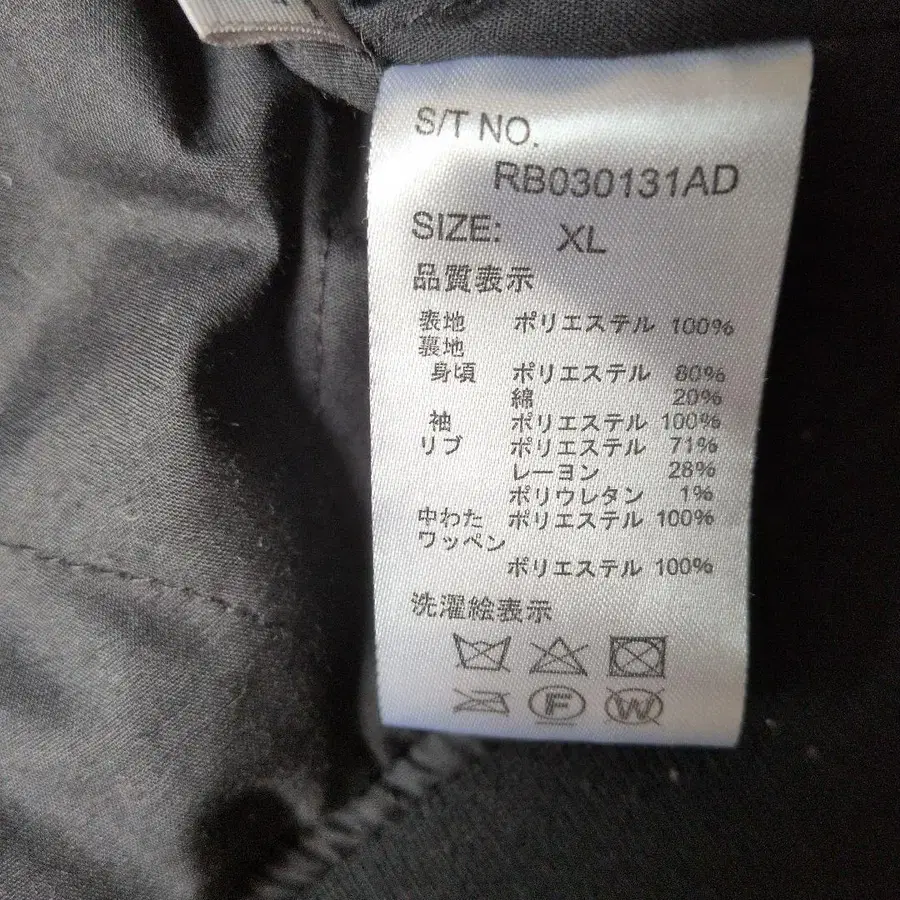 S/T NO.
RB030131AD
SIZE: XL
品質表示
表地 ポリエステル 100%
裏地
身頃 ポリエステル 80%
綿 20%
袖 ポリエステル 100%
リブ ポリエステル 71%
レーヨン 28%
ポリウレタン 1%
中わた ポリエステル 100%
ワッペン
ポリエステル 100%
洗濯絵表示
F W